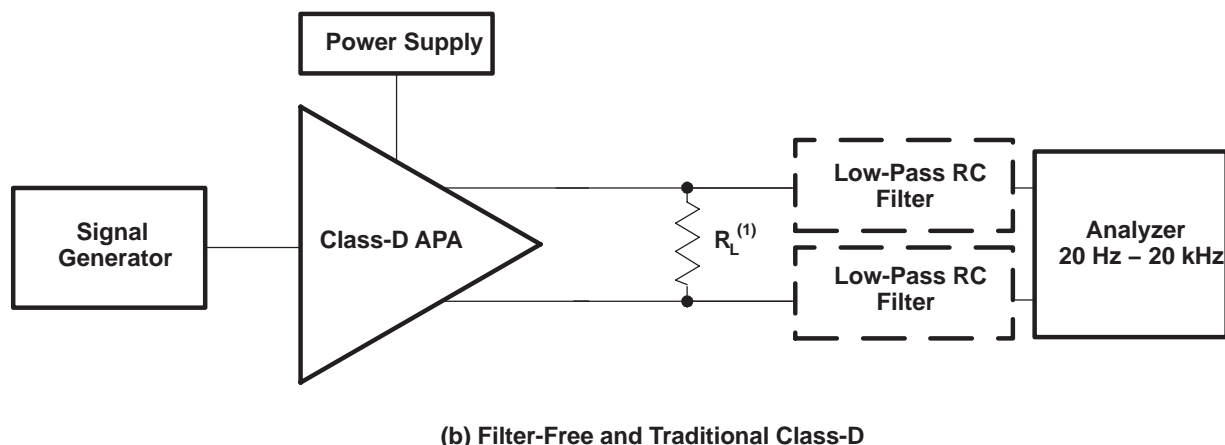 Power Supply
Signal
Generator
Class-D APA
R_L^(1)
Low-Pass RC
Filter
Low-Pass RC
Filter
Analyzer
20 Hz – 20 kHz
(b) Filter-Free and Traditional Class-D